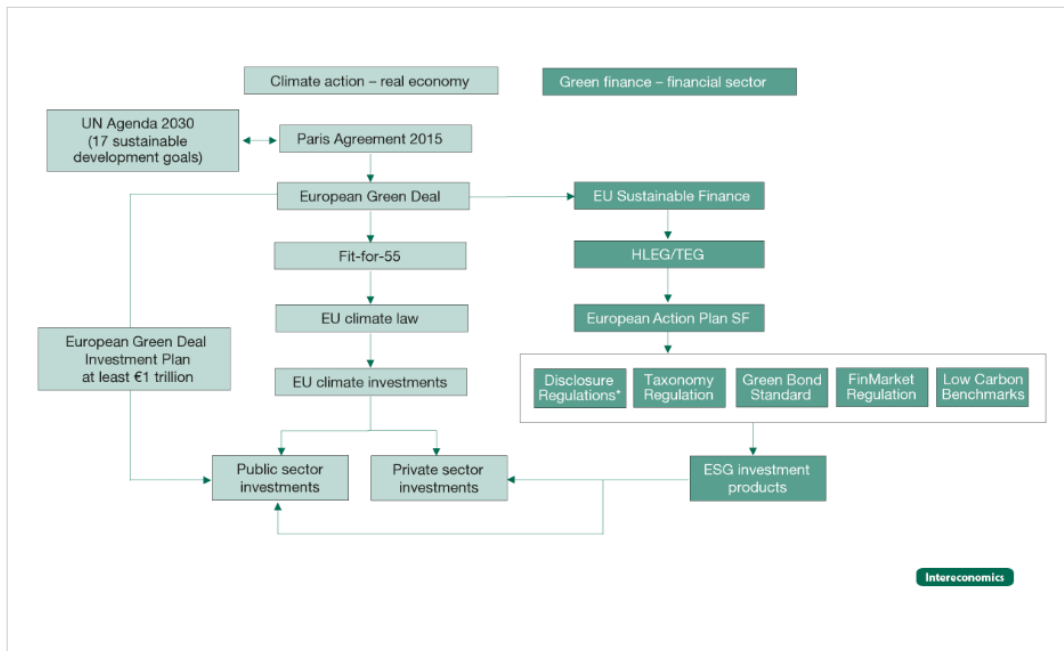 Climate action – real economy
Green finance – financial sector
UN Agenda 2030
(17 sustainable
development goals)
Paris Agreement 2015
European Green Deal
EU Sustainable Finance
Fit-for-55
HLEG/TEG
EU climate law
European Action Plan SF
European Green Deal
Investment Plan
at least €1 trillion
EU climate investments
Disclosure
Regulations*
Taxonomy
Regulation
Green Bond
Standard
FinMarket
Regulation
Low Carbon
Benchmarks
Public sector
investments
Private sector
investments
ESG investment
products
Intereconomics